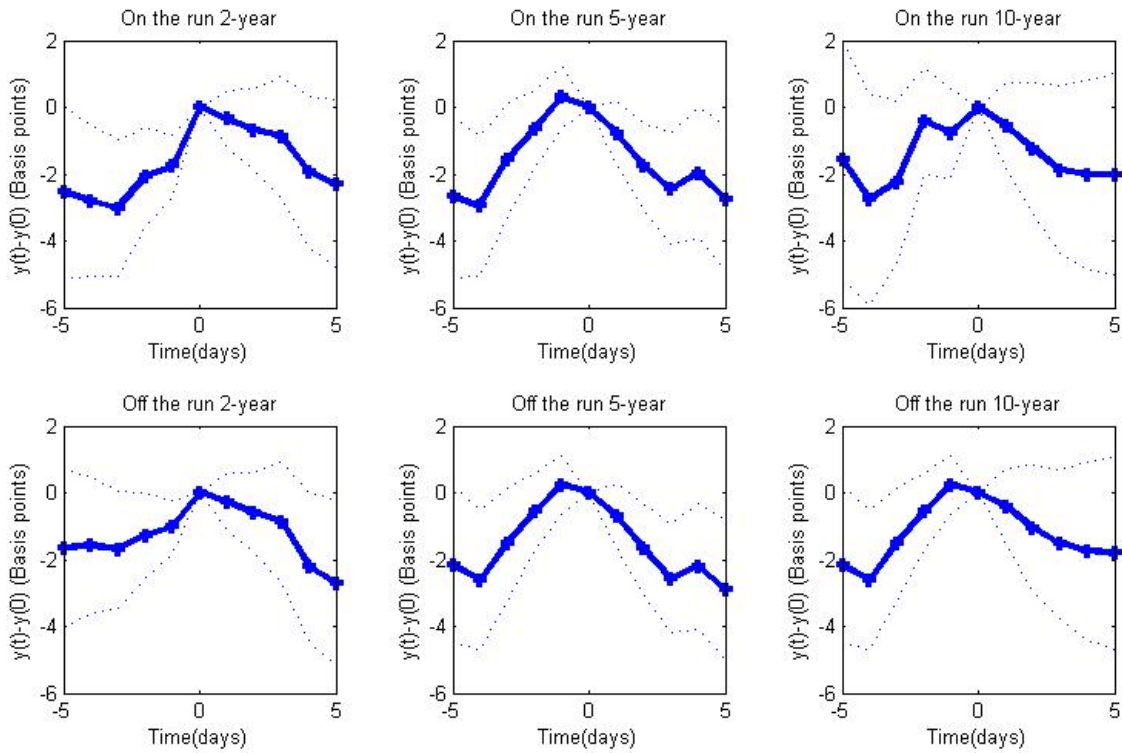 On the run 2-year
On the run 5-year
On the run 10-year
y(t)-y(0) (Basis points)
2
0
-2
-4
-6
-5
0
5
Time(days)
y(t)-y(0) (Basis points)
2
0
-2
-4
-6
-5
0
5
Time(days)
y(t)-y(0) (Basis points)
2
0
-2
-4
-6
-5
0
5
Time(days)
Off the run 2-year
Off the run 5-year
Off the run 10-year
y(t)-y(0) (Basis points)
2
0
-2
-4
-6
-5
0
5
Time(days)
y(t)-y(0) (Basis points)
2
0
-2
-4
-6
-5
0
5
Time(days)
y(t)-y(0) (Basis points)
2
0
-2
-4
-6
-5
0
5
Time(days)